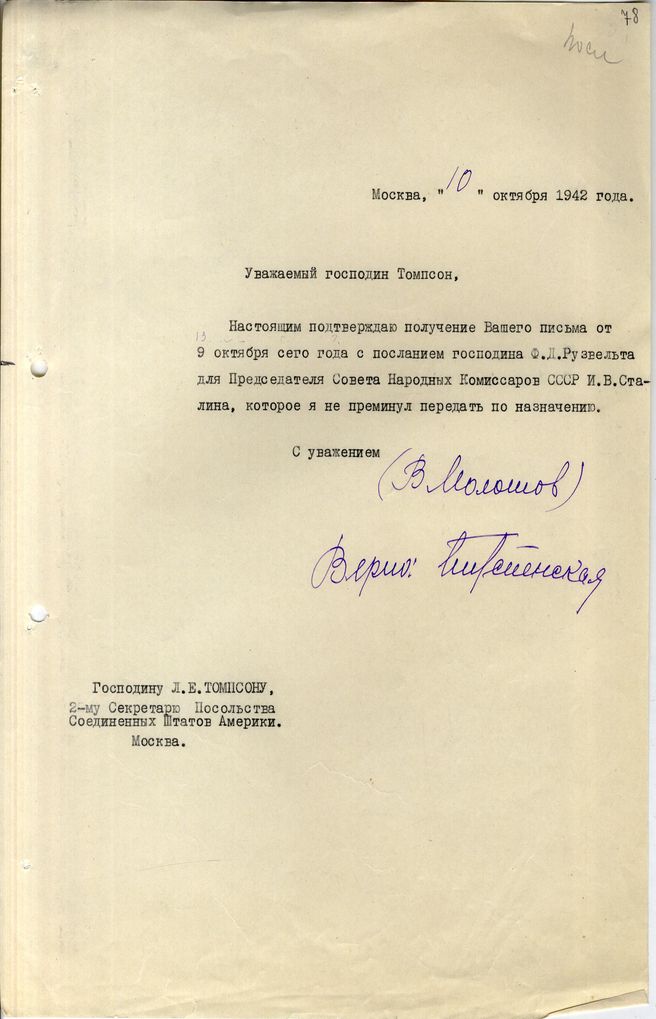 78
Москва, "10" октября 1942 года.
Уважаемый господин Томпсон,
Настоящим подтверждаю получение Вашего письма от
9 октября сего года с посланием господина Ф.Д.Рузвельта
для Председателя Совета Народных Комиссаров СССР И.В.Ста-
лина, которое я не преминул передать по назначению.
С уважением
(В Молотов)
Верно:
Господину Л.Е.ТОМПСОНУ,
2-му Секретарю Посольства
Соединенных Штатов Америки.
Москва.